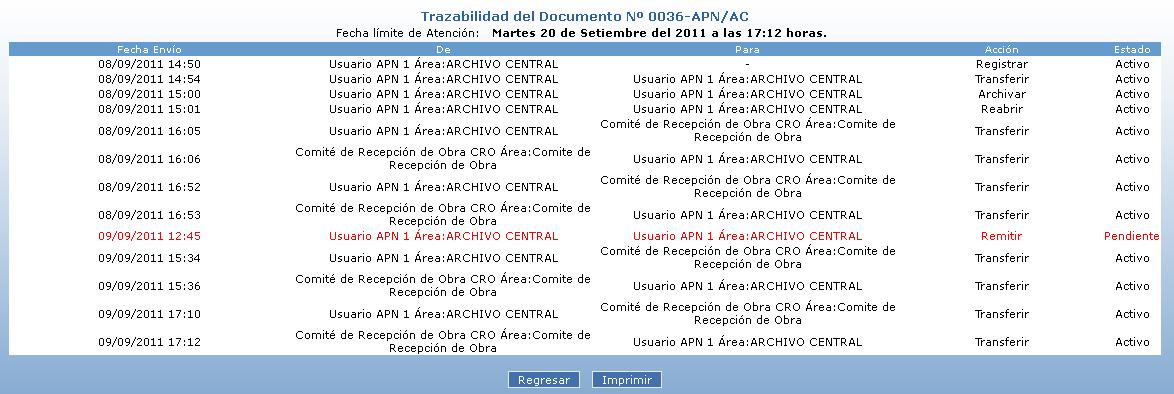 Trazabilidad del Documento Nº 0036-APN/AC
Fecha límite de Atención: Martes 20 de Setiembre del 2011 a las 17:12 horas.
Fecha Envío De Para Acción Estado
08/09/2011 14:50 Usuario APN 1 Área:ARCHIVO CENTRAL - Registrar Activo
08/09/2011 14:54 Usuario APN 1 Área:ARCHIVO CENTRAL Usuario APN 1 Área:ARCHIVO CENTRAL Transferir Activo
08/09/2011 15:00 Usuario APN 1 Área:ARCHIVO CENTRAL Usuario APN 1 Área:ARCHIVO CENTRAL Archivar Activo
08/09/2011 15:01 Usuario APN 1 Área:ARCHIVO CENTRAL Usuario APN 1 Área:ARCHIVO CENTRAL Reabrir Activo
08/09/2011 16:05 Usuario APN 1 Área:ARCHIVO CENTRAL Comité de Recepción de Obra CRO Área:Comite de
Recepción de Obra Transferir Activo
08/09/2011 16:06 Comité de Recepción de Obra CRO Área:Comite de
Recepción de Obra Usuario APN 1 Área:ARCHIVO CENTRAL Transferir Activo
08/09/2011 16:52 Usuario APN 1 Área:ARCHIVO CENTRAL Comité de Recepción de Obra CRO Área:Comite de
Recepción de Obra Transferir Activo
08/09/2011 16:53 Comité de Recepción de Obra CRO Área:Comite de
Recepción de Obra Usuario APN 1 Área:ARCHIVO CENTRAL Transferir Activo
09/09/2011 12:45 Usuario APN 1 Área:ARCHIVO CENTRAL Usuario APN 1 Área:ARCHIVO CENTRAL Remitir Pendiente
09/09/2011 15:34 Usuario APN 1 Área:ARCHIVO CENTRAL Comité de Recepción de Obra CRO Área:Comite de
Recepción de Obra Transferir Activo
09/09/2011 15:36 Comité de Recepción de Obra CRO Área:Comite de
Recepción de Obra Usuario APN 1 Área:ARCHIVO CENTRAL Transferir Activo
09/09/2011 17:10 Usuario APN 1 Área:ARCHIVO CENTRAL Comité de Recepción de Obra CRO Área:Comite de
Recepción de Obra Transferir Activo
09/09/2011 17:12 Comité de Recepción de Obra CRO Área:Comite de
Recepción de Obra Usuario APN 1 Área:ARCHIVO CENTRAL Transferir Activo
Regresar Imprimir